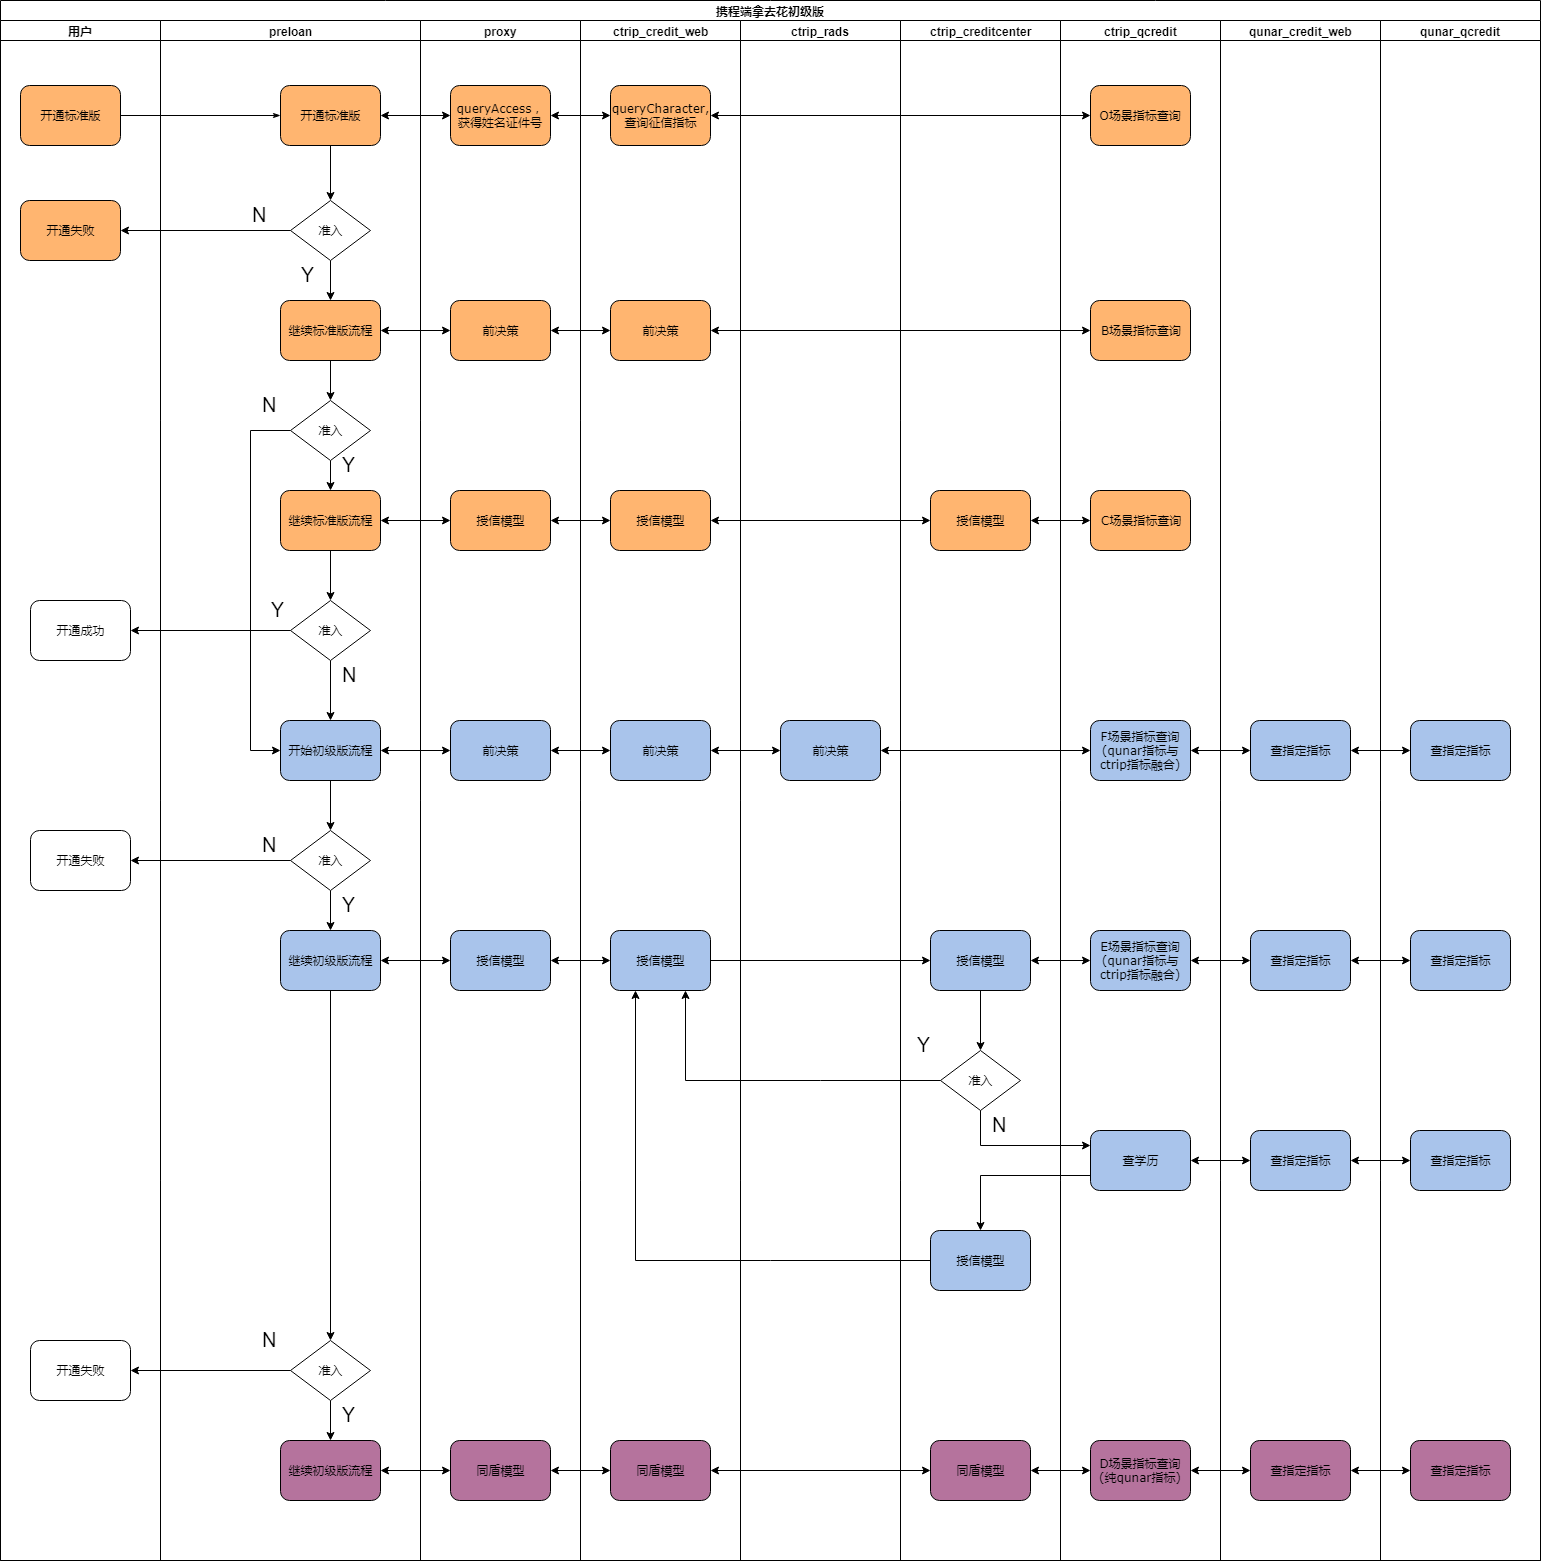 携程端拿去花初级版
用户
preloan
proxy
ctrip_credit_web
ctrip_rads
ctrip_creditcenter
ctrip_qcredit
qunar_credit_web
qunar_qcredit
开通标准版
开通标准版
queryAccess，
获得姓名证件号
queryCharacter,
查询征信指标
O场景指标查询
开通失败
N
准入
Y
继续标准版流程
前决策
前决策
B场景指标查询
N
准入
Y
继续标准版流程
授信模型
授信模型
授信模型
C场景指标查询
开通成功
Y
准入
N
开始初级版流程
前决策
前决策
前决策
F场景指标查询
（qunar指标与
ctrip指标融合）
查指定指标
查指定指标
开通失败
N
准入
Y
继续初级版流程
授信模型
授信模型
授信模型
E场景指标查询
（qunar指标与
ctrip指标融合）
查指定指标
查指定指标
Y
准入
N
查学历
查指定指标
查指定指标
授信模型
开通失败
N
准入
Y
继续初级版流程
同盾模型
同盾模型
同盾模型
D场景指标查询
（纯qunar指标）
查指定指标
查指定指标